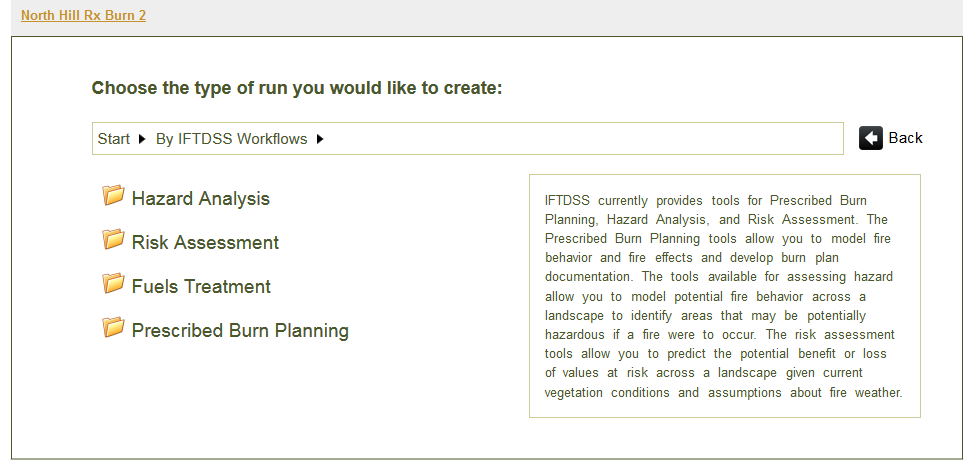 North Hill Rx Burn 2
Choose the type of run you would like to create:
Start By IFTDSS Workflows
Back
Hazard Analysis
Risk Assessment
Fuels Treatment
Prescribed Burn Planning
IFTDSS currently provides tools for Prescribed Burn
Planning, Hazard Analysis, and Risk Assessment. The
Prescribed Burn Planning tools allow you to model fire
behavior and fire effects and develop burn plan
documentation. The tools available for assessing hazard
allow you to model potential fire behavior across a
landscape to identify areas that may be potentially
hazardous if a fire were to occur. The risk assessment
tools allow you to predict the potential benefit or loss
of values at risk across a landscape given current
vegetation conditions and assumptions about fire weather.